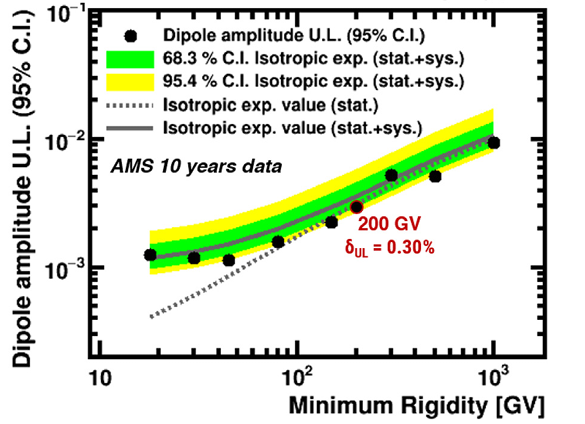 10⁻¹
Dipole amplitude U.L. (95% C.I.)
68.3 % C.I. Isotropic exp. (stat.+sys.)
95.4 % C.I. Isotropic exp. (stat.+sys.)
Isotropic exp. value (stat.)
Isotropic exp. value (stat.+sys.)
10⁻²
AMS 10 years data
200 GV
δUL = 0.30%
10⁻³
Dipole amplitude U.L. (95% C.I.)
10 10² 10³
Minimum Rigidity [GV]